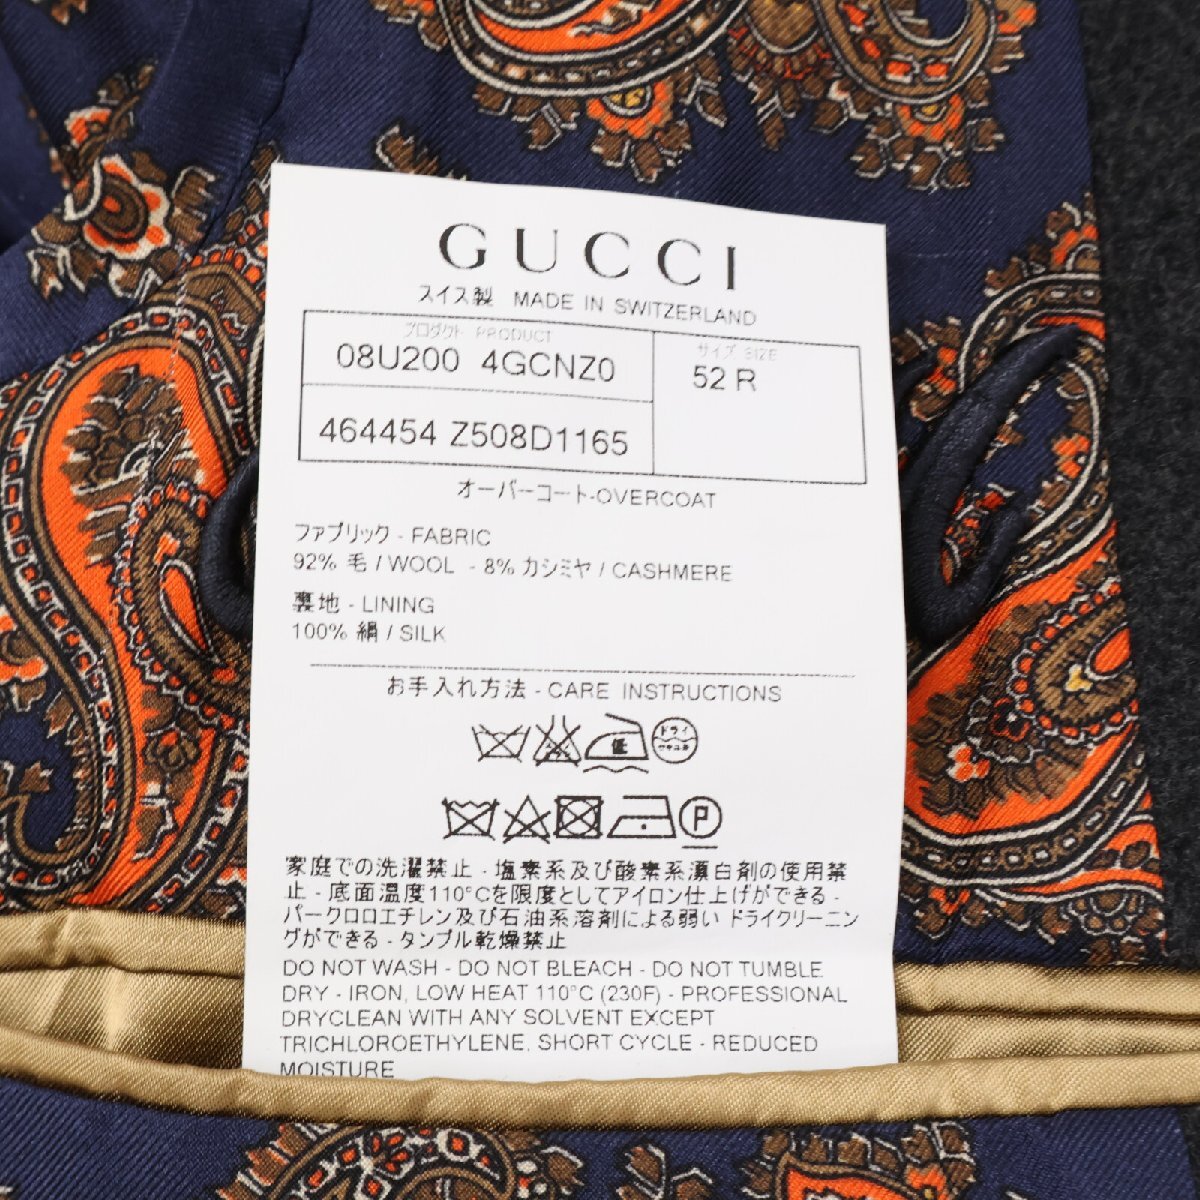 GUCCI
スイス製 MADE IN SWITZERLAND
プロダクト PRODUCT
08U200 4GCNZ0
サイズ SIZE
52 R
464454 Z508D1165
オーバーコート-OVERCOAT
ファブリック - FABRIC
92% 毛 / WOOL - 8% カシミヤ / CASHMERE
裏地 - LINING
100% 絹 / SILK
お手入れ方法 - CARE INSTRUCTIONS
低
ドライ
セキユ系
P
家庭での洗濯禁止 - 塩素系及び酸素系漂白剤の使用禁
止 - 底面温度110°Cを限度としてアイロン仕上げができる -
パークロロエチレン及び石油系溶剤による弱い ドライクリーニン
グができる - タンブル乾燥禁止
DO NOT WASH - DO NOT BLEACH - DO NOT TUMBLE
DRY - IRON, LOW HEAT 110°C (230F) - PROFESSIONAL
DRYCLEAN WITH ANY SOLVENT EXCEPT
TRICHLOROETHYLENE, SHORT CYCLE - REDUCED
MOISTURE